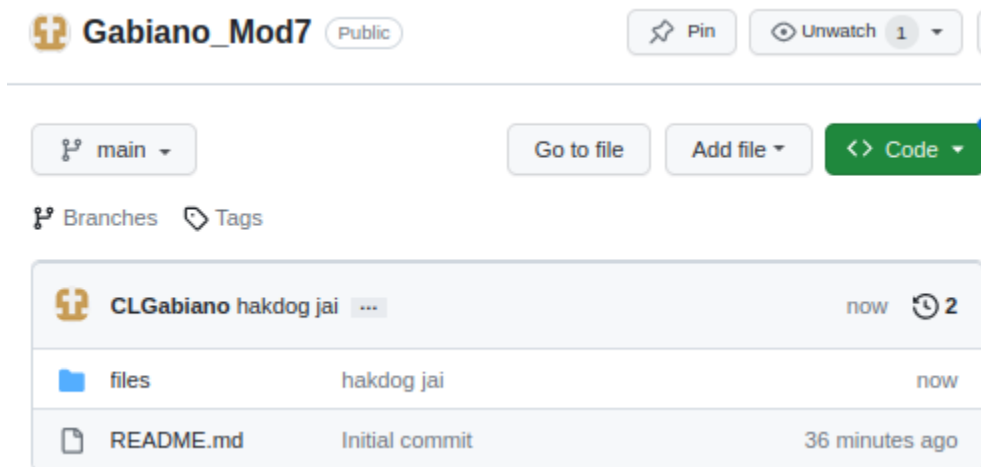 Gabiano_Mod7 Public Pin Unwatch 1
main Go to file Add file <> Code
Branches Tags
CLGabiano hakdog jai ... now 2
files hakdog jai now
README.md Initial commit 36 minutes ago